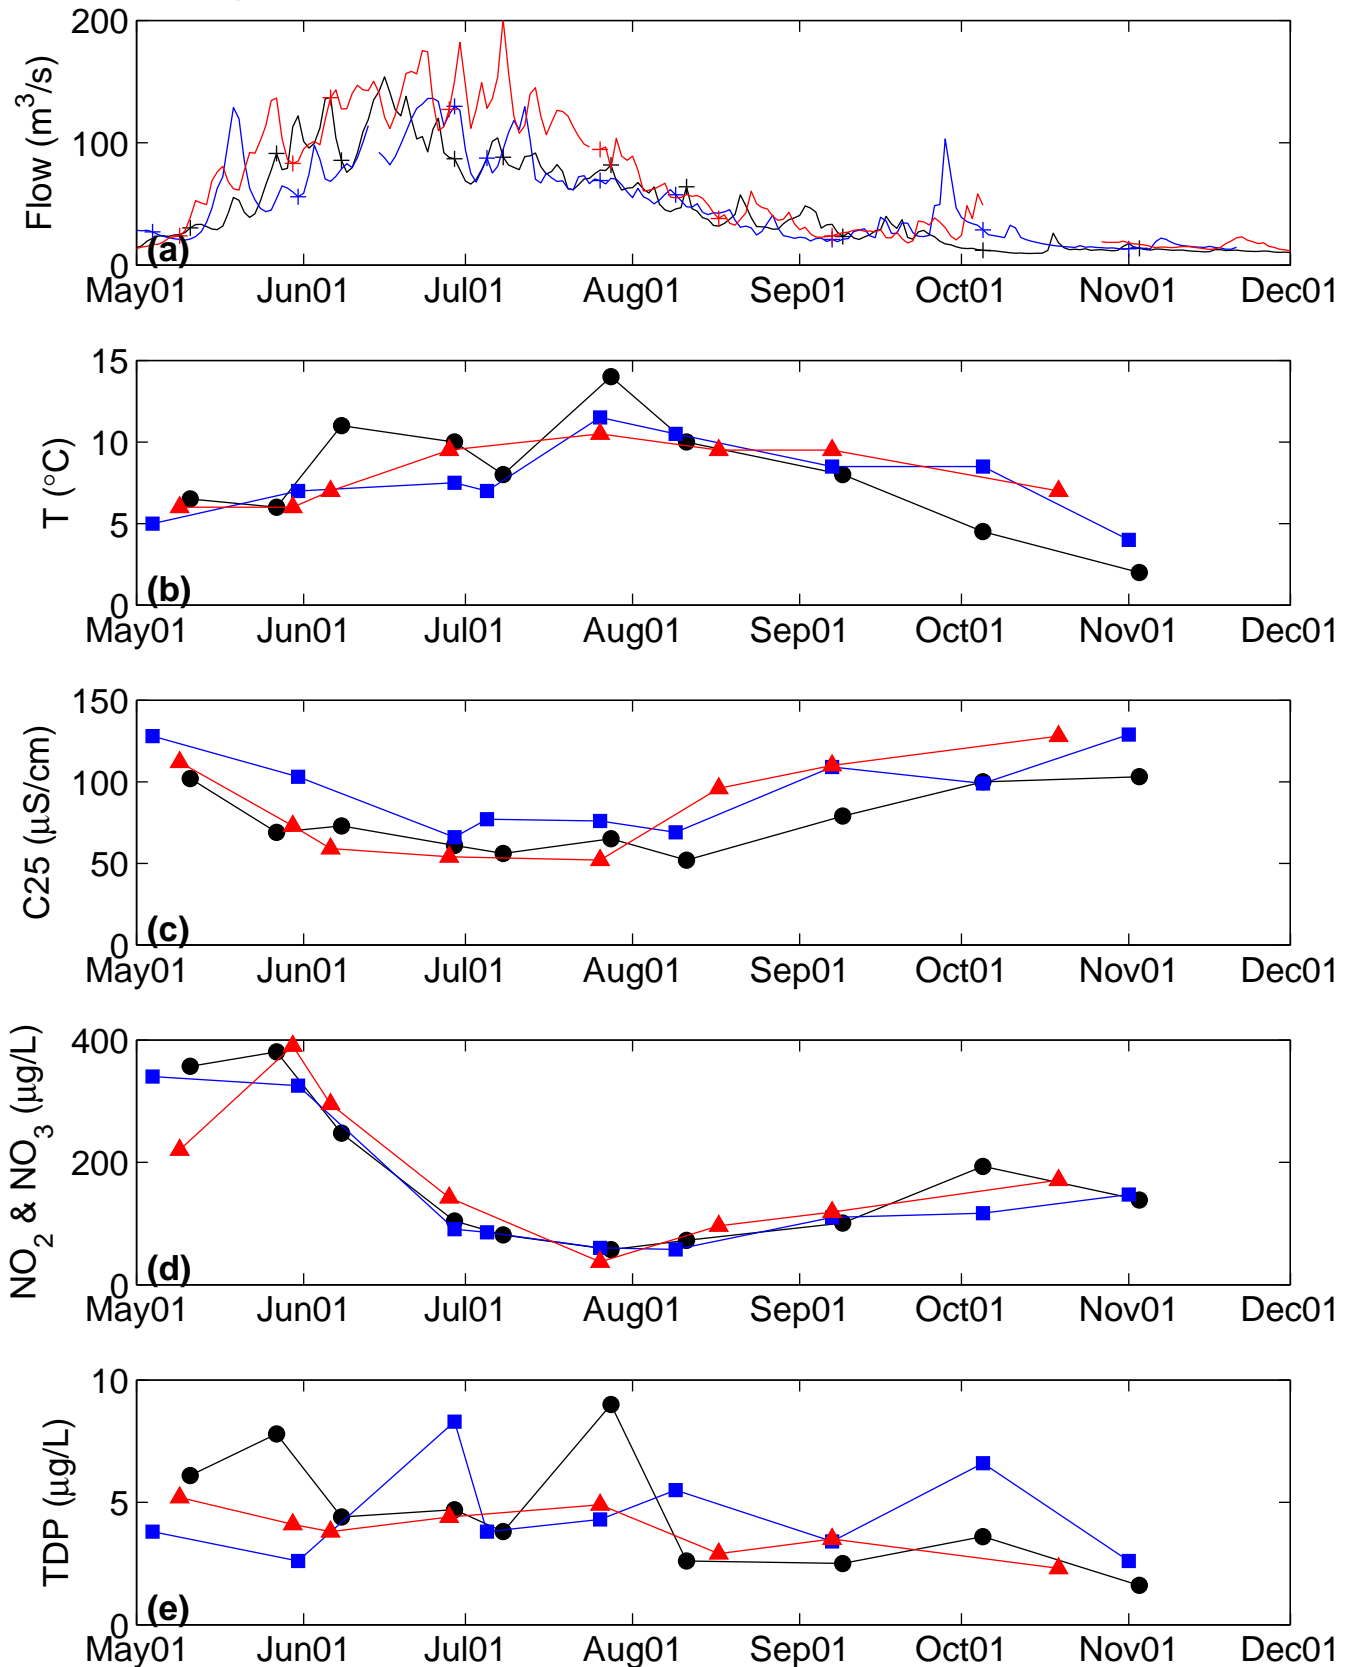 200
100
0
Flow (m3/s)
(a)
May01 Jun01 Jul01 Aug01 Sep01 Oct01 Nov01 Dec01
15
10
5
0
T (°C)
(b)
May01 Jun01 Jul01 Aug01 Sep01 Oct01 Nov01 Dec01
150
100
50
0
C25 (μS/cm)
(c)
May01 Jun01 Jul01 Aug01 Sep01 Oct01 Nov01 Dec01
400
200
0
NO2 & NO3 (μg/L)
(d)
May01 Jun01 Jul01 Aug01 Sep01 Oct01 Nov01 Dec01
10
5
0
TDP (μg/L)
(e)
May01 Jun01 Jul01 Aug01 Sep01 Oct01 Nov01 Dec01